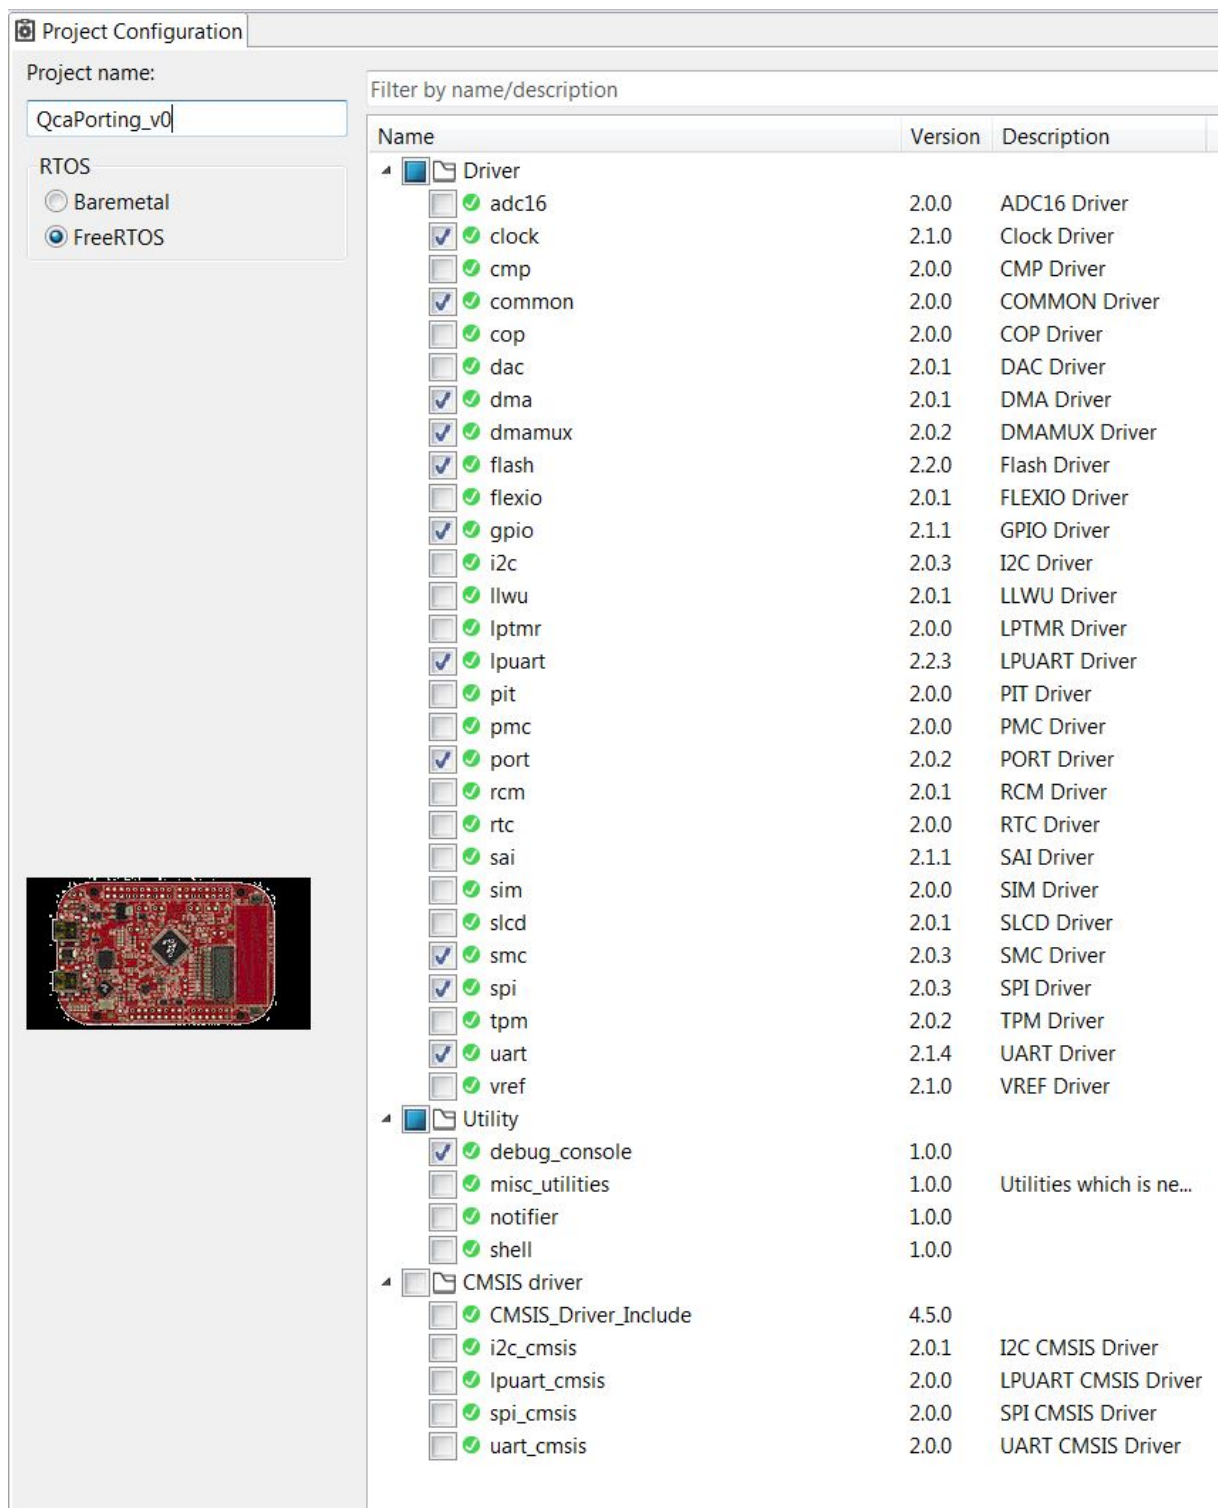 Project Configuration
Project name:
QcaPorting_v0
RTOS
Baremetal
FreeRTOS
Filter by name/description
Name Version Description
Driver
adc16 2.0.0 ADC16 Driver
clock 2.1.0 Clock Driver
cmp 2.0.0 CMP Driver
common 2.0.0 COMMON Driver
cop 2.0.0 COP Driver
dac 2.0.1 DAC Driver
dma 2.0.1 DMA Driver
dmamux 2.0.2 DMAMUX Driver
flash 2.2.0 Flash Driver
flexio 2.0.1 FLEXIO Driver
gpio 2.1.1 GPIO Driver
i2c 2.0.3 I2C Driver
llwu 2.0.1 LLWU Driver
lptmr 2.0.0 LPTMR Driver
lpuart 2.2.3 LPUART Driver
pit 2.0.0 PIT Driver
pmc 2.0.0 PMC Driver
port 2.0.2 PORT Driver
rcm 2.0.1 RCM Driver
rtc 2.0.0 RTC Driver
sai 2.1.1 SAI Driver
sim 2.0.0 SIM Driver
slcd 2.0.1 SLCD Driver
smc 2.0.3 SMC Driver
spi 2.0.3 SPI Driver
tpm 2.0.2 TPM Driver
uart 2.1.4 UART Driver
vref 2.1.0 VREF Driver
Utility
debug_console 1.0.0
misc_utilities 1.0.0 Utilities which is ne...
notifier 1.0.0
shell 1.0.0
CMSIS driver
CMSIS_Driver_Include 4.5.0
i2c_cmsis 2.0.1 I2C CMSIS Driver
lpuart_cmsis 2.0.0 LPUART CMSIS Driver
spi_cmsis 2.0.0 SPI CMSIS Driver
uart_cmsis 2.0.0 UART CMSIS Driver